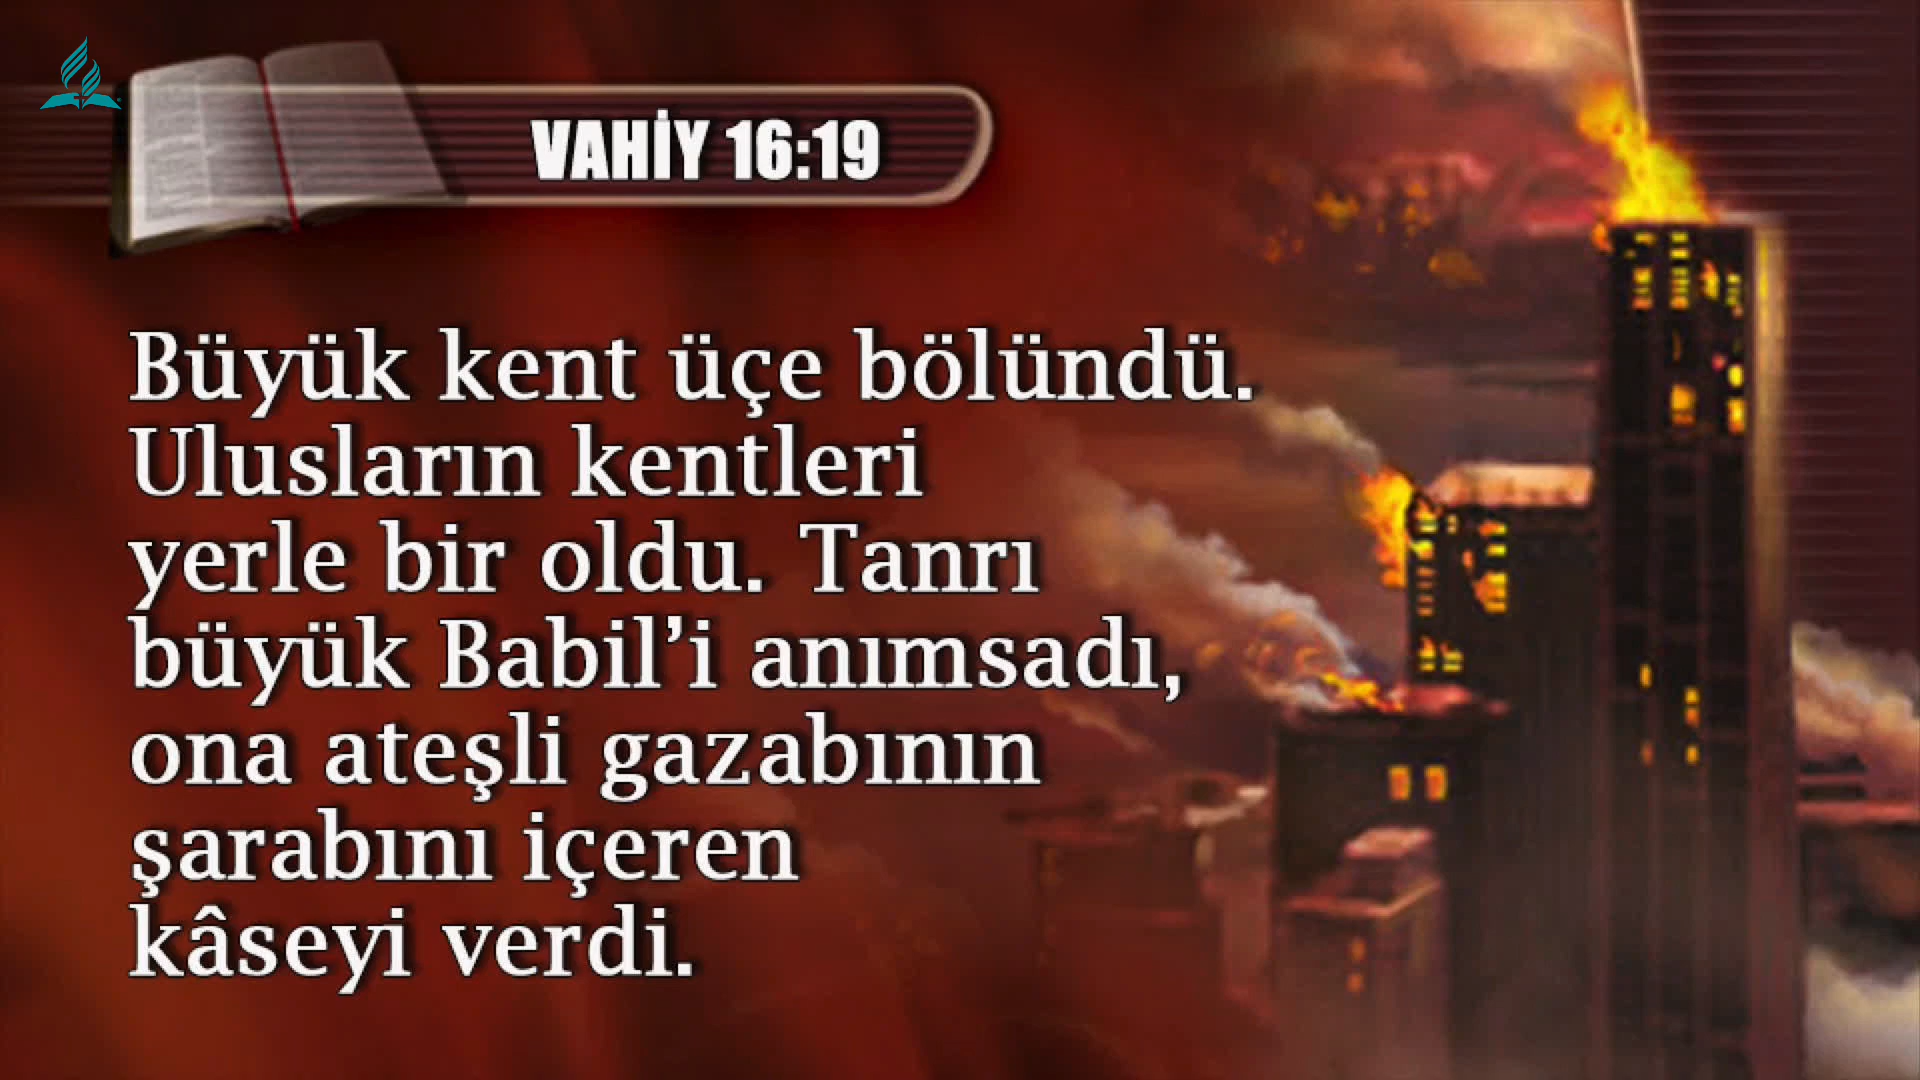 VAHİY 16:19
Büyük kent üçe bölündü.
Ulusların kentleri
yerle bir oldu. Tanrı
büyük Babil’i anımsadı,
ona ateşli gazabının
şarabını içeren
kâseyi verdi.